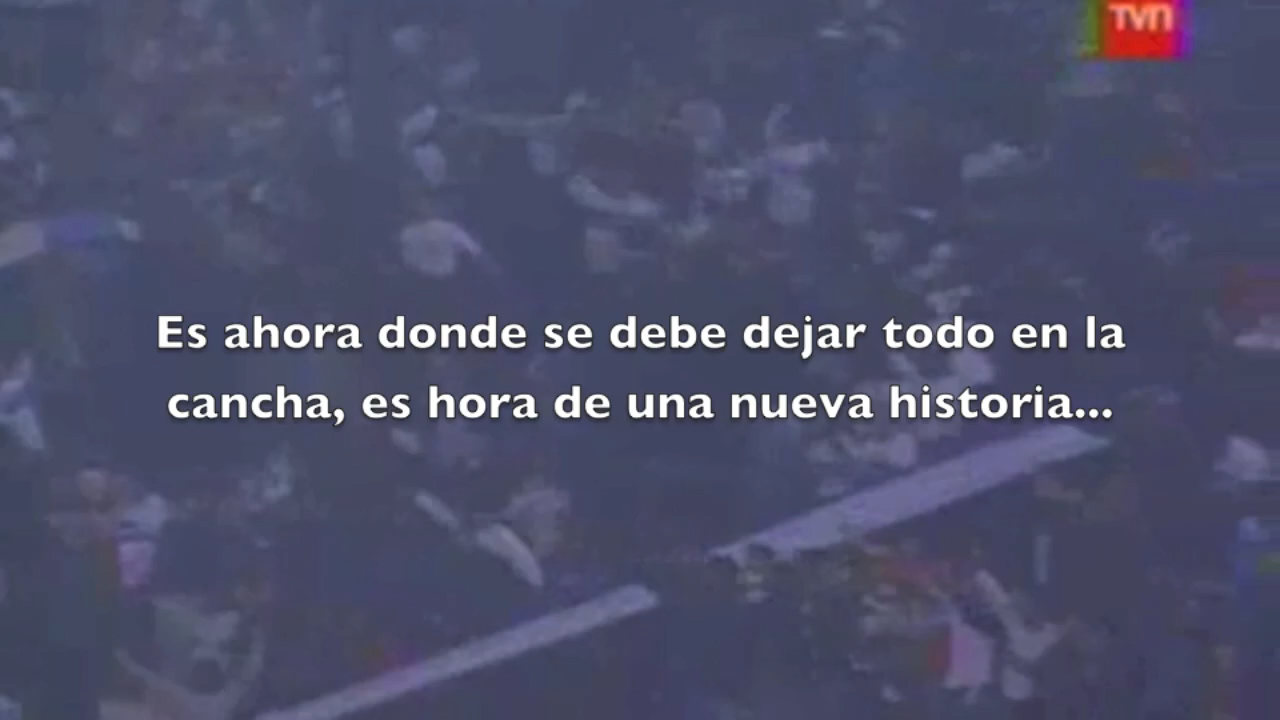 TVN
Es ahora donde se debe dejar todo en la
cancha, es hora de una nueva historia...